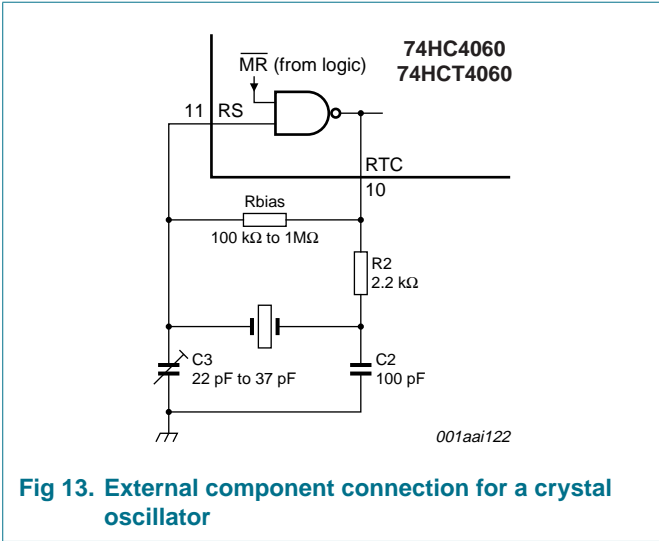 74HC4060
74HCT4060
MR (from logic)
11 RS
RTC
10
Rbias
100 kΩ to 1MΩ
R2
2.2 kΩ
C3
22 pF to 37 pF
C2
100 pF
001aai122
Fig 13. External component connection for a crystal
oscillator